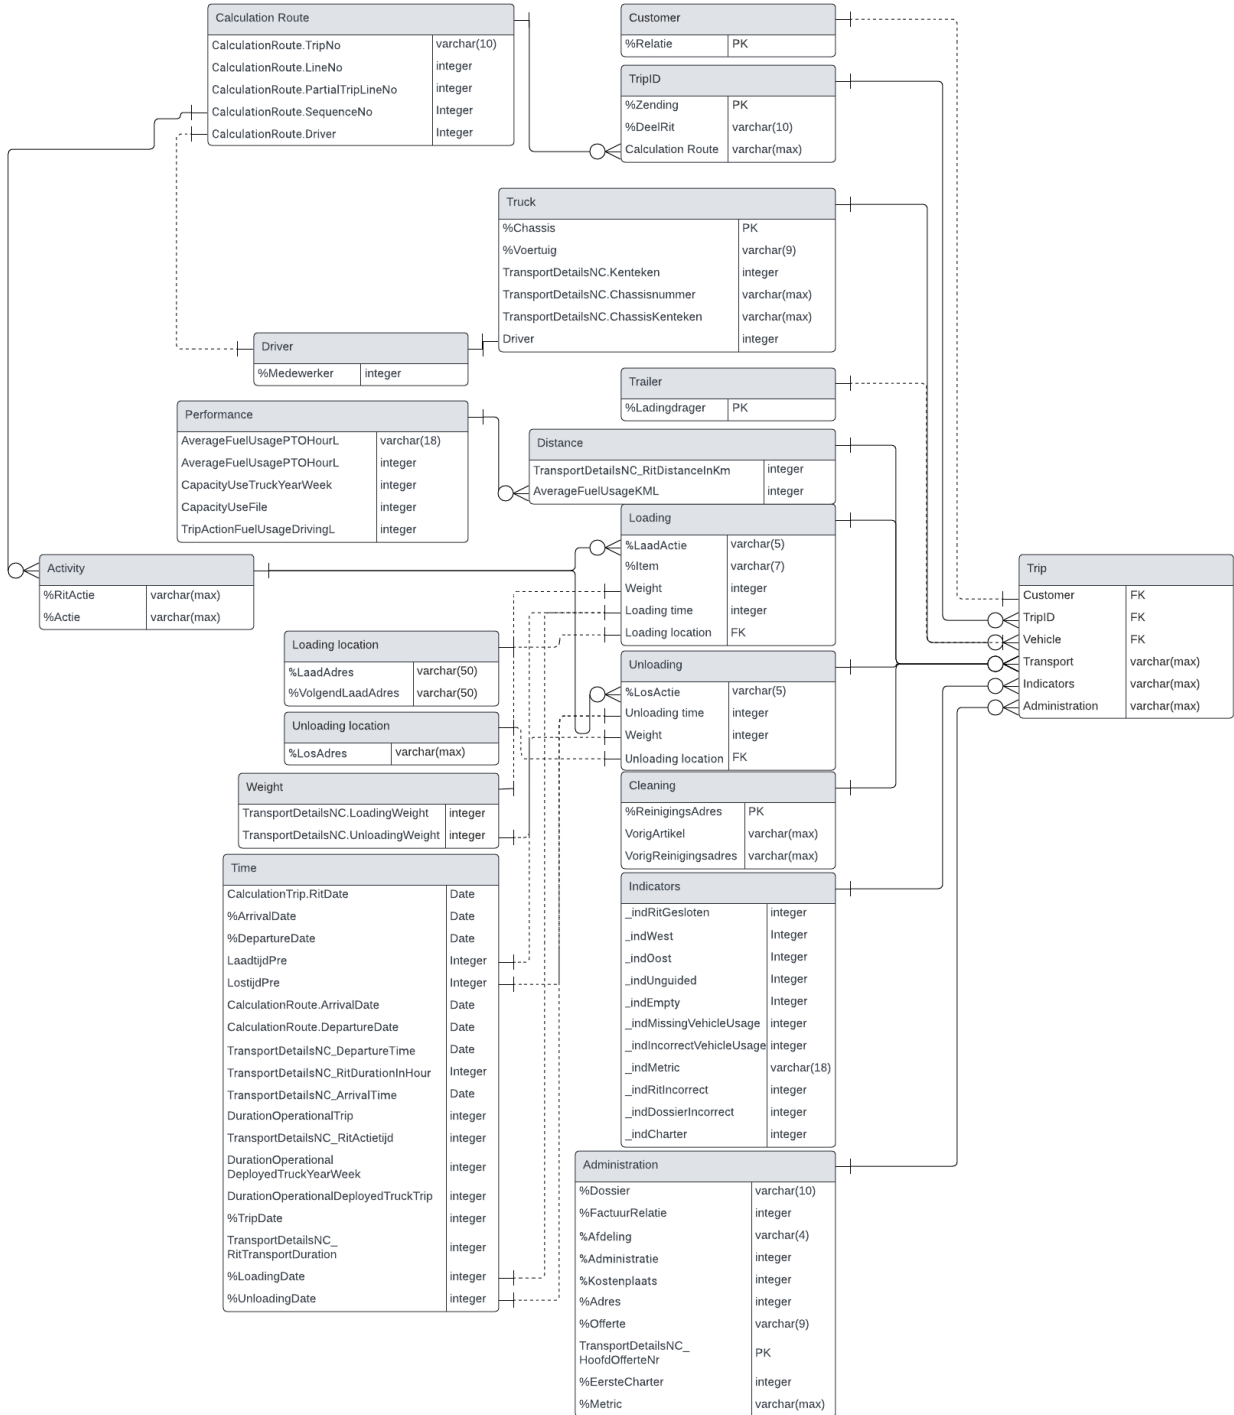 Calculation Route
CalculationRoute.TripNo varchar(10)
CalculationRoute.LineNo integer
CalculationRoute.PartialTripLineNo integer
CalculationRoute.SequenceNo Integer
CalculationRoute.Driver Integer
Customer
%Relatie PK
TripID
%Zending PK
%DeelRit varchar(10)
Calculation Route varchar(max)
Truck
%Chassis PK
%Voertuig varchar(9)
TransportDetailsNC.Kenteken integer
TransportDetailsNC.Chassisnummer varchar(max)
TransportDetailsNC.ChassisKenteken varchar(max)
Driver integer
Driver
%Medewerker integer
Trailer
%Ladingdrager PK
Performance
AverageFuelUsagePTOHourL varchar(18)
AverageFuelUsagePTOHourL integer
CapacityUseTruckYearWeek integer
CapacityUseFile integer
TripActionFuelUsageDrivingL integer
Distance
TransportDetailsNC_RitDistanceInKm integer
AverageFuelUsageKML integer
Loading
%LaadActie varchar(5)
%Item varchar(7)
Weight integer
Loading time integer
Loading location FK
Activity
%RitActie varchar(max)
%Actie varchar(max)
Trip
Customer FK
TripID FK
Vehicle FK
Transport varchar(max)
Indicators varchar(max)
Administration varchar(max)
Loading location
%LaadAdres varchar(50)
%VolgendLaadAdres varchar(50)
Unloading
%LosActie varchar(5)
Unloading time integer
Weight integer
Unloading location FK
Unloading location
%LosAdres varchar(max)
Weight
TransportDetailsNC.LoadingWeight integer
TransportDetailsNC.UnloadingWeight integer
Cleaning
%ReinigingsAdres PK
VorigArtikel varchar(max)
VorigReinigingsadres varchar(max)
Time
CalculationTrip.RitDate Date
%ArrivalDate Date
%DepartureDate Date
LaadtijdPre Integer
LostijdPre Integer
CalculationRoute.ArrivalDate Date
CalculationRoute.DepartureDate Date
TransportDetailsNC_DepartureTime Date
TransportDetailsNC_RitDurationInHour Integer
TransportDetailsNC_ArrivalTime Date
DurationOperationalTrip integer
TransportDetailsNC_RitActietijd integer
DurationOperational
DeployedTruckYearWeek integer
DurationOperationalDeployedTruckTrip integer
%TripDate integer
TransportDetailsNC_
RitTransportDuration integer
%LoadingDate integer
%UnloadingDate integer
Indicators
_indRitGesloten integer
_indWest Integer
_indOost Integer
_indUnguided Integer
_indEmpty Integer
_indMissingVehicleUsage integer
_indIncorrectVehicleUsage integer
_indMetric varchar(18)
_indRitIncorrect integer
_indDossierIncorrect integer
_indCharter integer
Administration
%Dossier varchar(10)
%FactuurRelatie integer
%Afdeling varchar(4)
%Administratie integer
%Kostenplaats integer
%Adres integer
%Offerte varchar(9)
TransportDetailsNC_
HoofdOfferteNr PK
%EersteCharter integer
%Metric varchar(max)